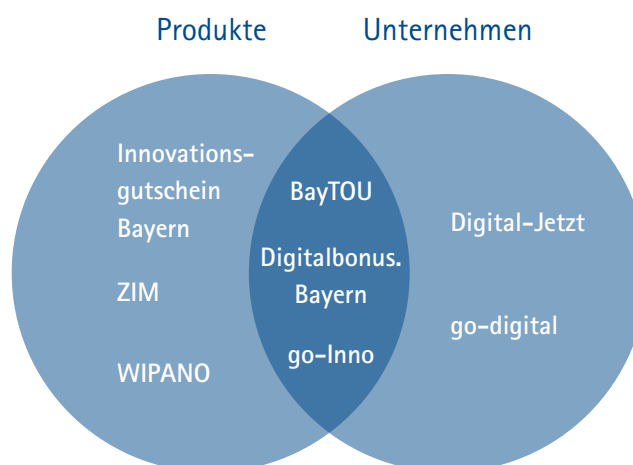 Produkte
Unternehmen
Innovations-
gutschein
Bayern
ZIM
WIPANO
BayTOU
Digitalbonus.
Bayern
go-Inno
Digital-Jetzt
go-digital